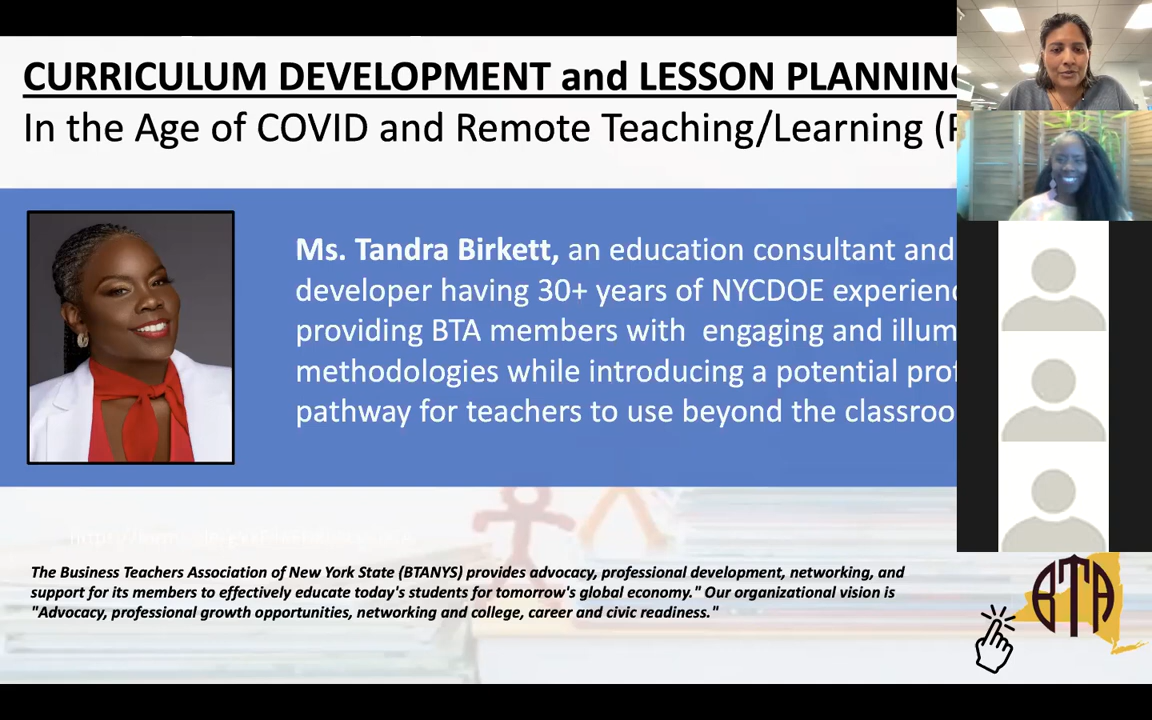 CURRICULUM DEVELOPMENT and LESSON PLANNING
In the Age of COVID and Remote Teaching/Learning (
Ms. Tandra Birkett, an education consultant and
developer having 30+ years of NYCDOE experienc
providing BTA members with engaging and illum
methodologies while introducing a potential prof
pathway for teachers to use beyond the classroo
The Business Teachers Association of New York State (BTANYS) provides advocacy, professional development, networking, and
support for its members to effectively educate today's students for tomorrow's global economy." Our organizational vision is
"Advocacy, professional growth opportunities, networking and college, career and civic readiness."
BTA